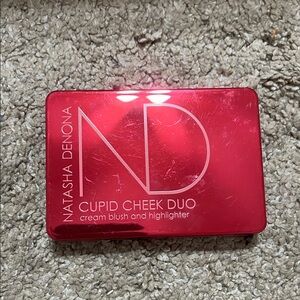 NATASHA DENONA
ND
CUPID CHEEK DUO
cream blush and highlighter